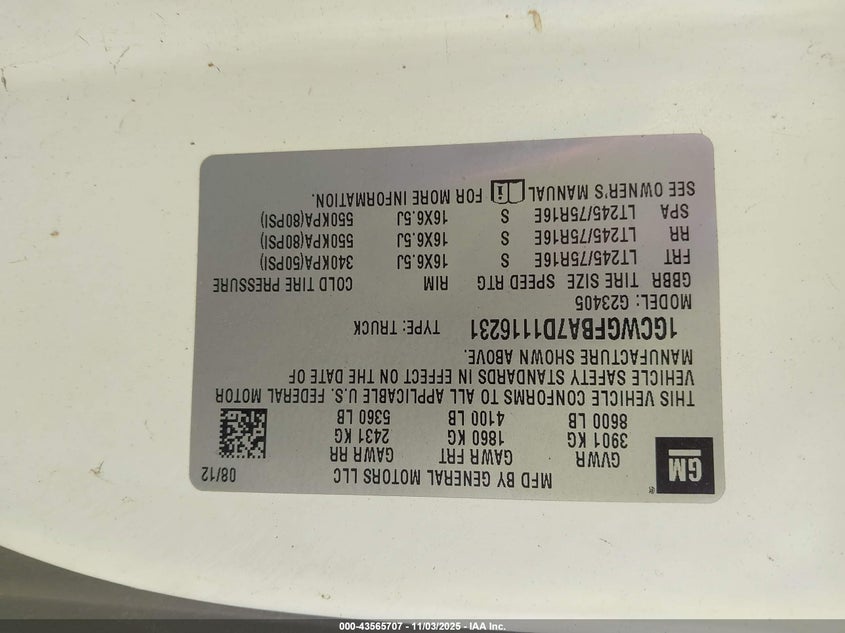 MFD BY GENERAL MOTORS LLC 08/12
GM
GVWR GAWR FRT GAWR RR
3901 KG 1860 KG 2431 KG
8600 LB 4100 LB 5360 LB
THIS VEHICLE CONFORMS TO ALL APPLICABLE U.S. FEDERAL MOTOR
VEHICLE SAFETY STANDARDS IN EFFECT ON THE DATE OF
MANUFACTURE SHOWN ABOVE.
1GCWGFBA7D1116231 TYPE: TRUCK
MODEL: G23405
GBBR TIRE SIZE SPEED RTG RIM COLD TIRE PRESSURE
FRT LT245/75R16E S 16X6.5J 340KPA(50PSI)
RR LT245/75R16E S 16X6.5J 550KPA(80PSI)
SPA LT245/75R16E S 16X6.5J 550KPA(80PSI)
SEE OWNER'S MANUAL FOR MORE INFORMATION.
000-43565707 - 11/03/2025 - IAA Inc.